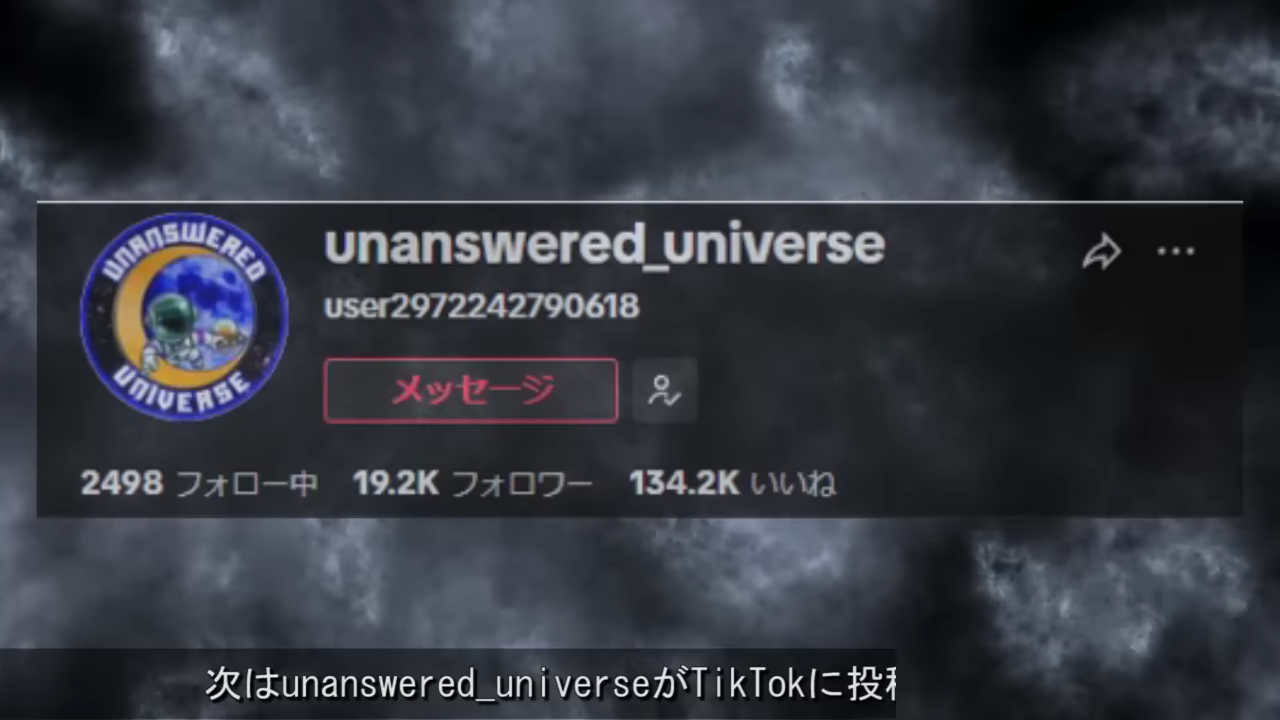 UNANSWERED
UNIVERSE
unanswered_universe
user2972242790618
メッセージ
2498 フォロー中 19.2K フォロワー 134.2K いいね
次はunanswered_universeがTikTokに投